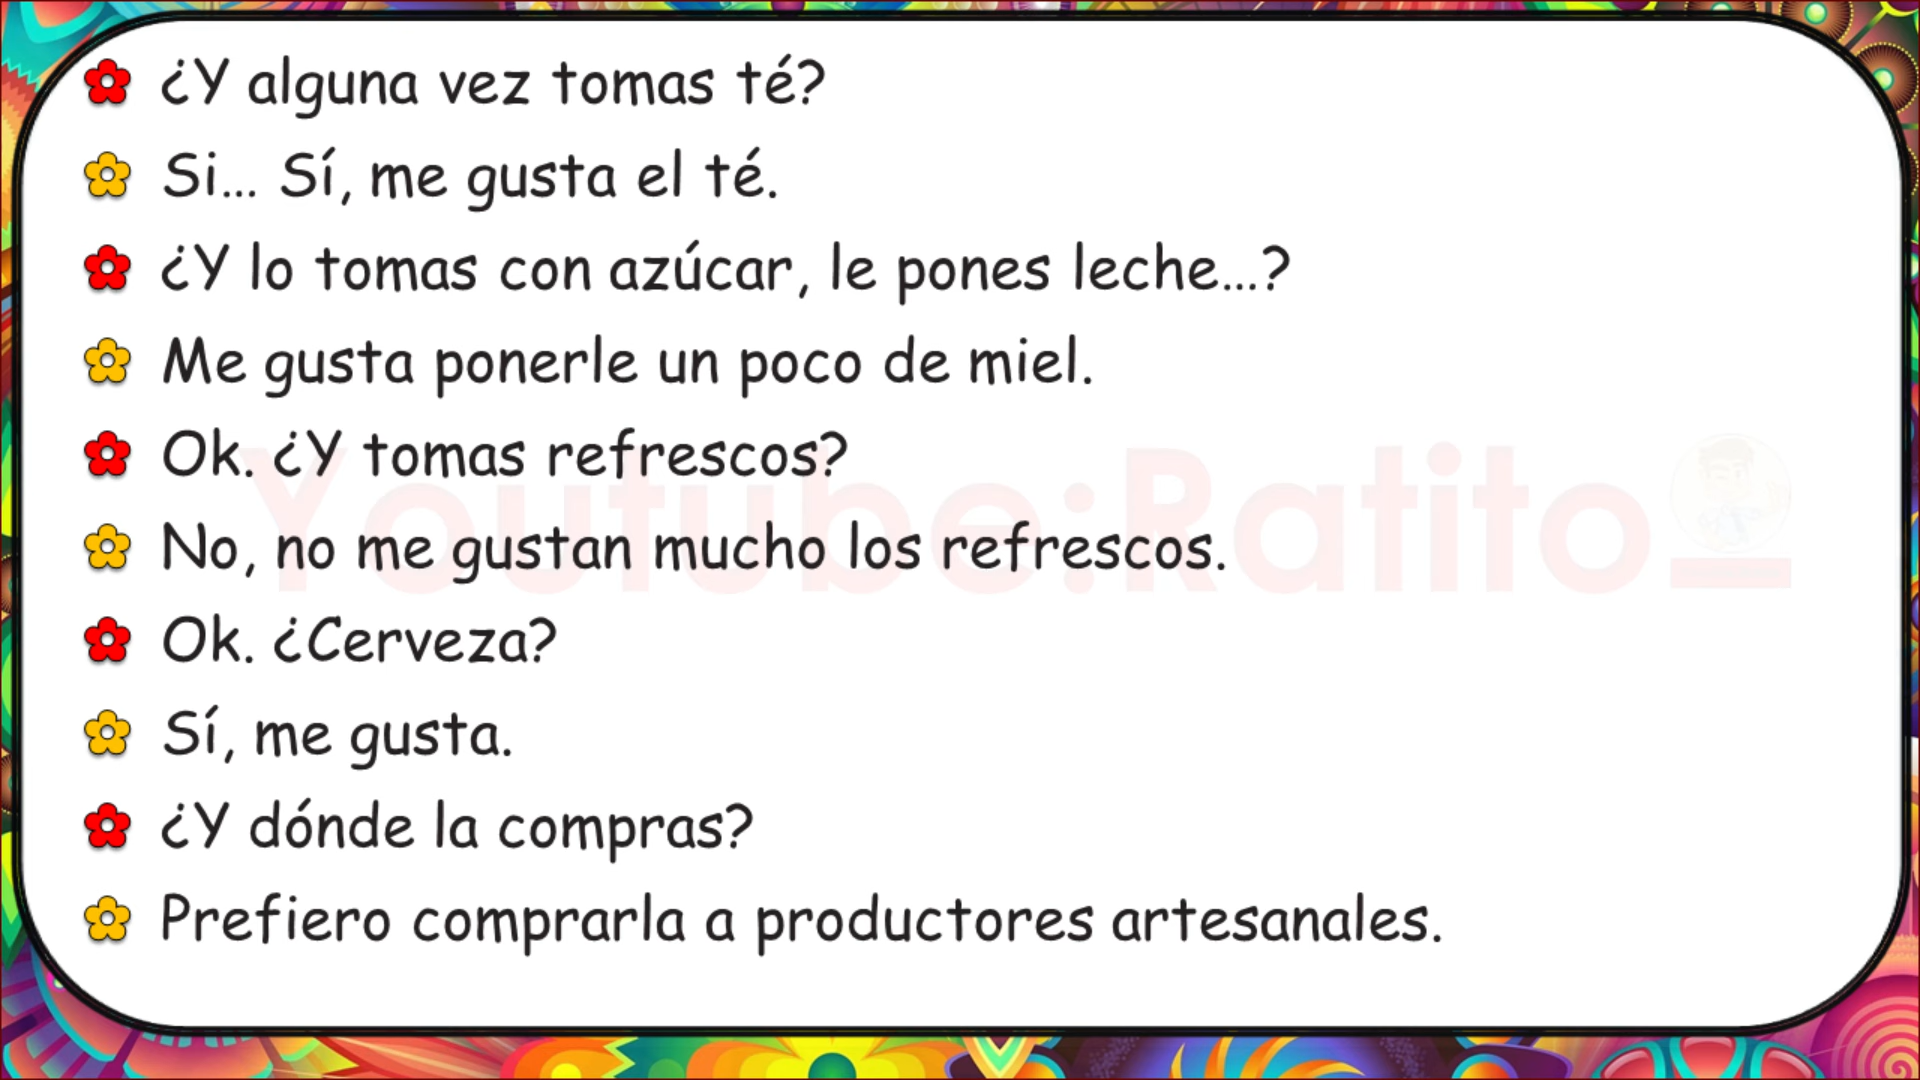 ¿Y alguna vez tomas té?
Si... Sí, me gusta el té.
¿Y lo tomas con azúcar, le pones leche...?
Me gusta ponerle un poco de miel.
Ok. ¿Y tomas refrescos?
Youtube:Ratito_
No, no me gustan mucho los refrescos.
Ok. ¿Cerveza?
Sí, me gusta.
¿Y dónde la compras?
Prefiero comprarla a productores artesanales.